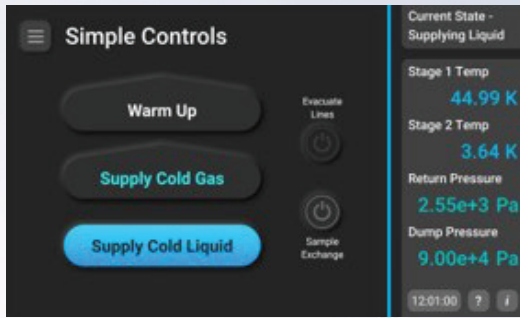 Simple Controls
Warm Up
Supply Cold Gas
Supply Cold Liquid
Evacuate
Lines
Sample
Exchange
Current State -
Supplying Liquid
Stage 1 Temp
44.99 K
Stage 2 Temp
3.64 K
Return Pressure
2.55e+3 Pa
Dump Pressure
9.00e+4 Pa
12:01:00 ? i